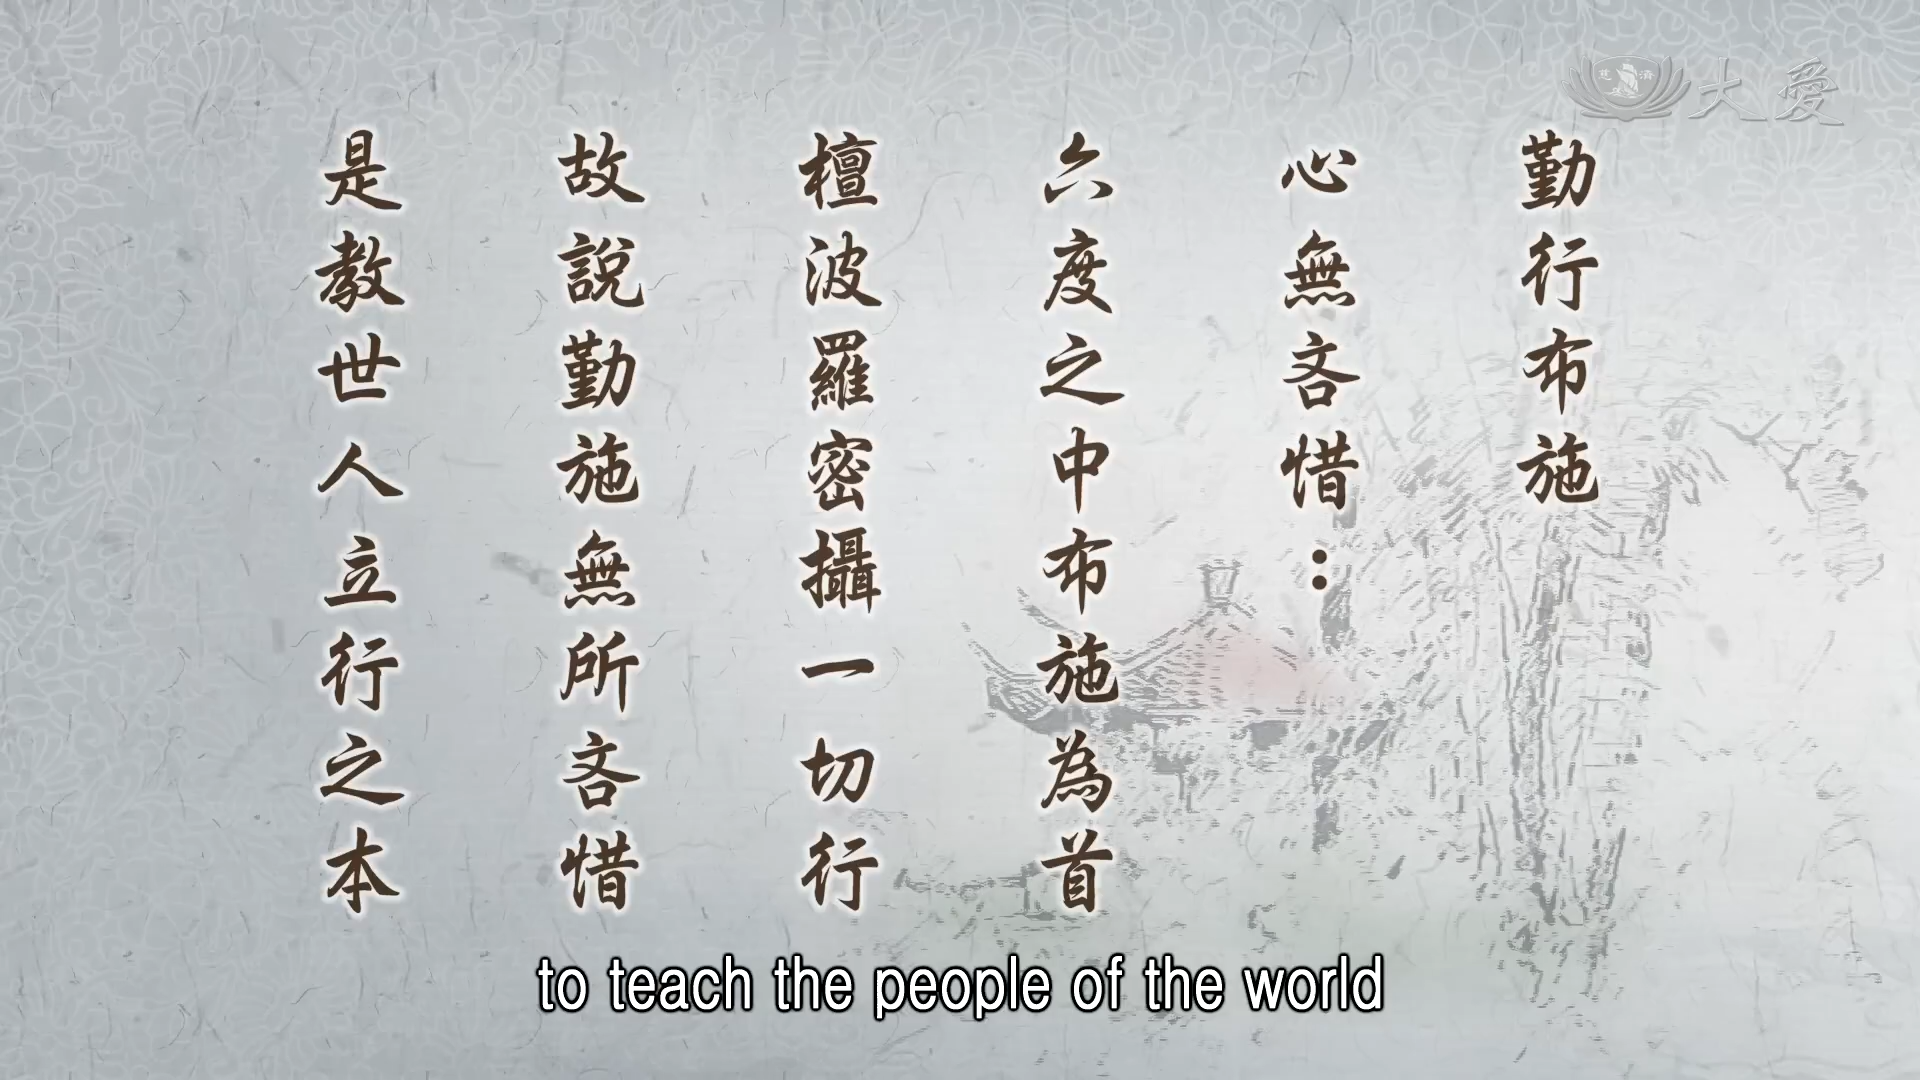 勤行布施
心無吝惜：
六度之中布施為首
檀波羅密攝一切行
故說勤施無所吝惜
是教世人立行之本
慈濟
大愛
to teach the people of the world